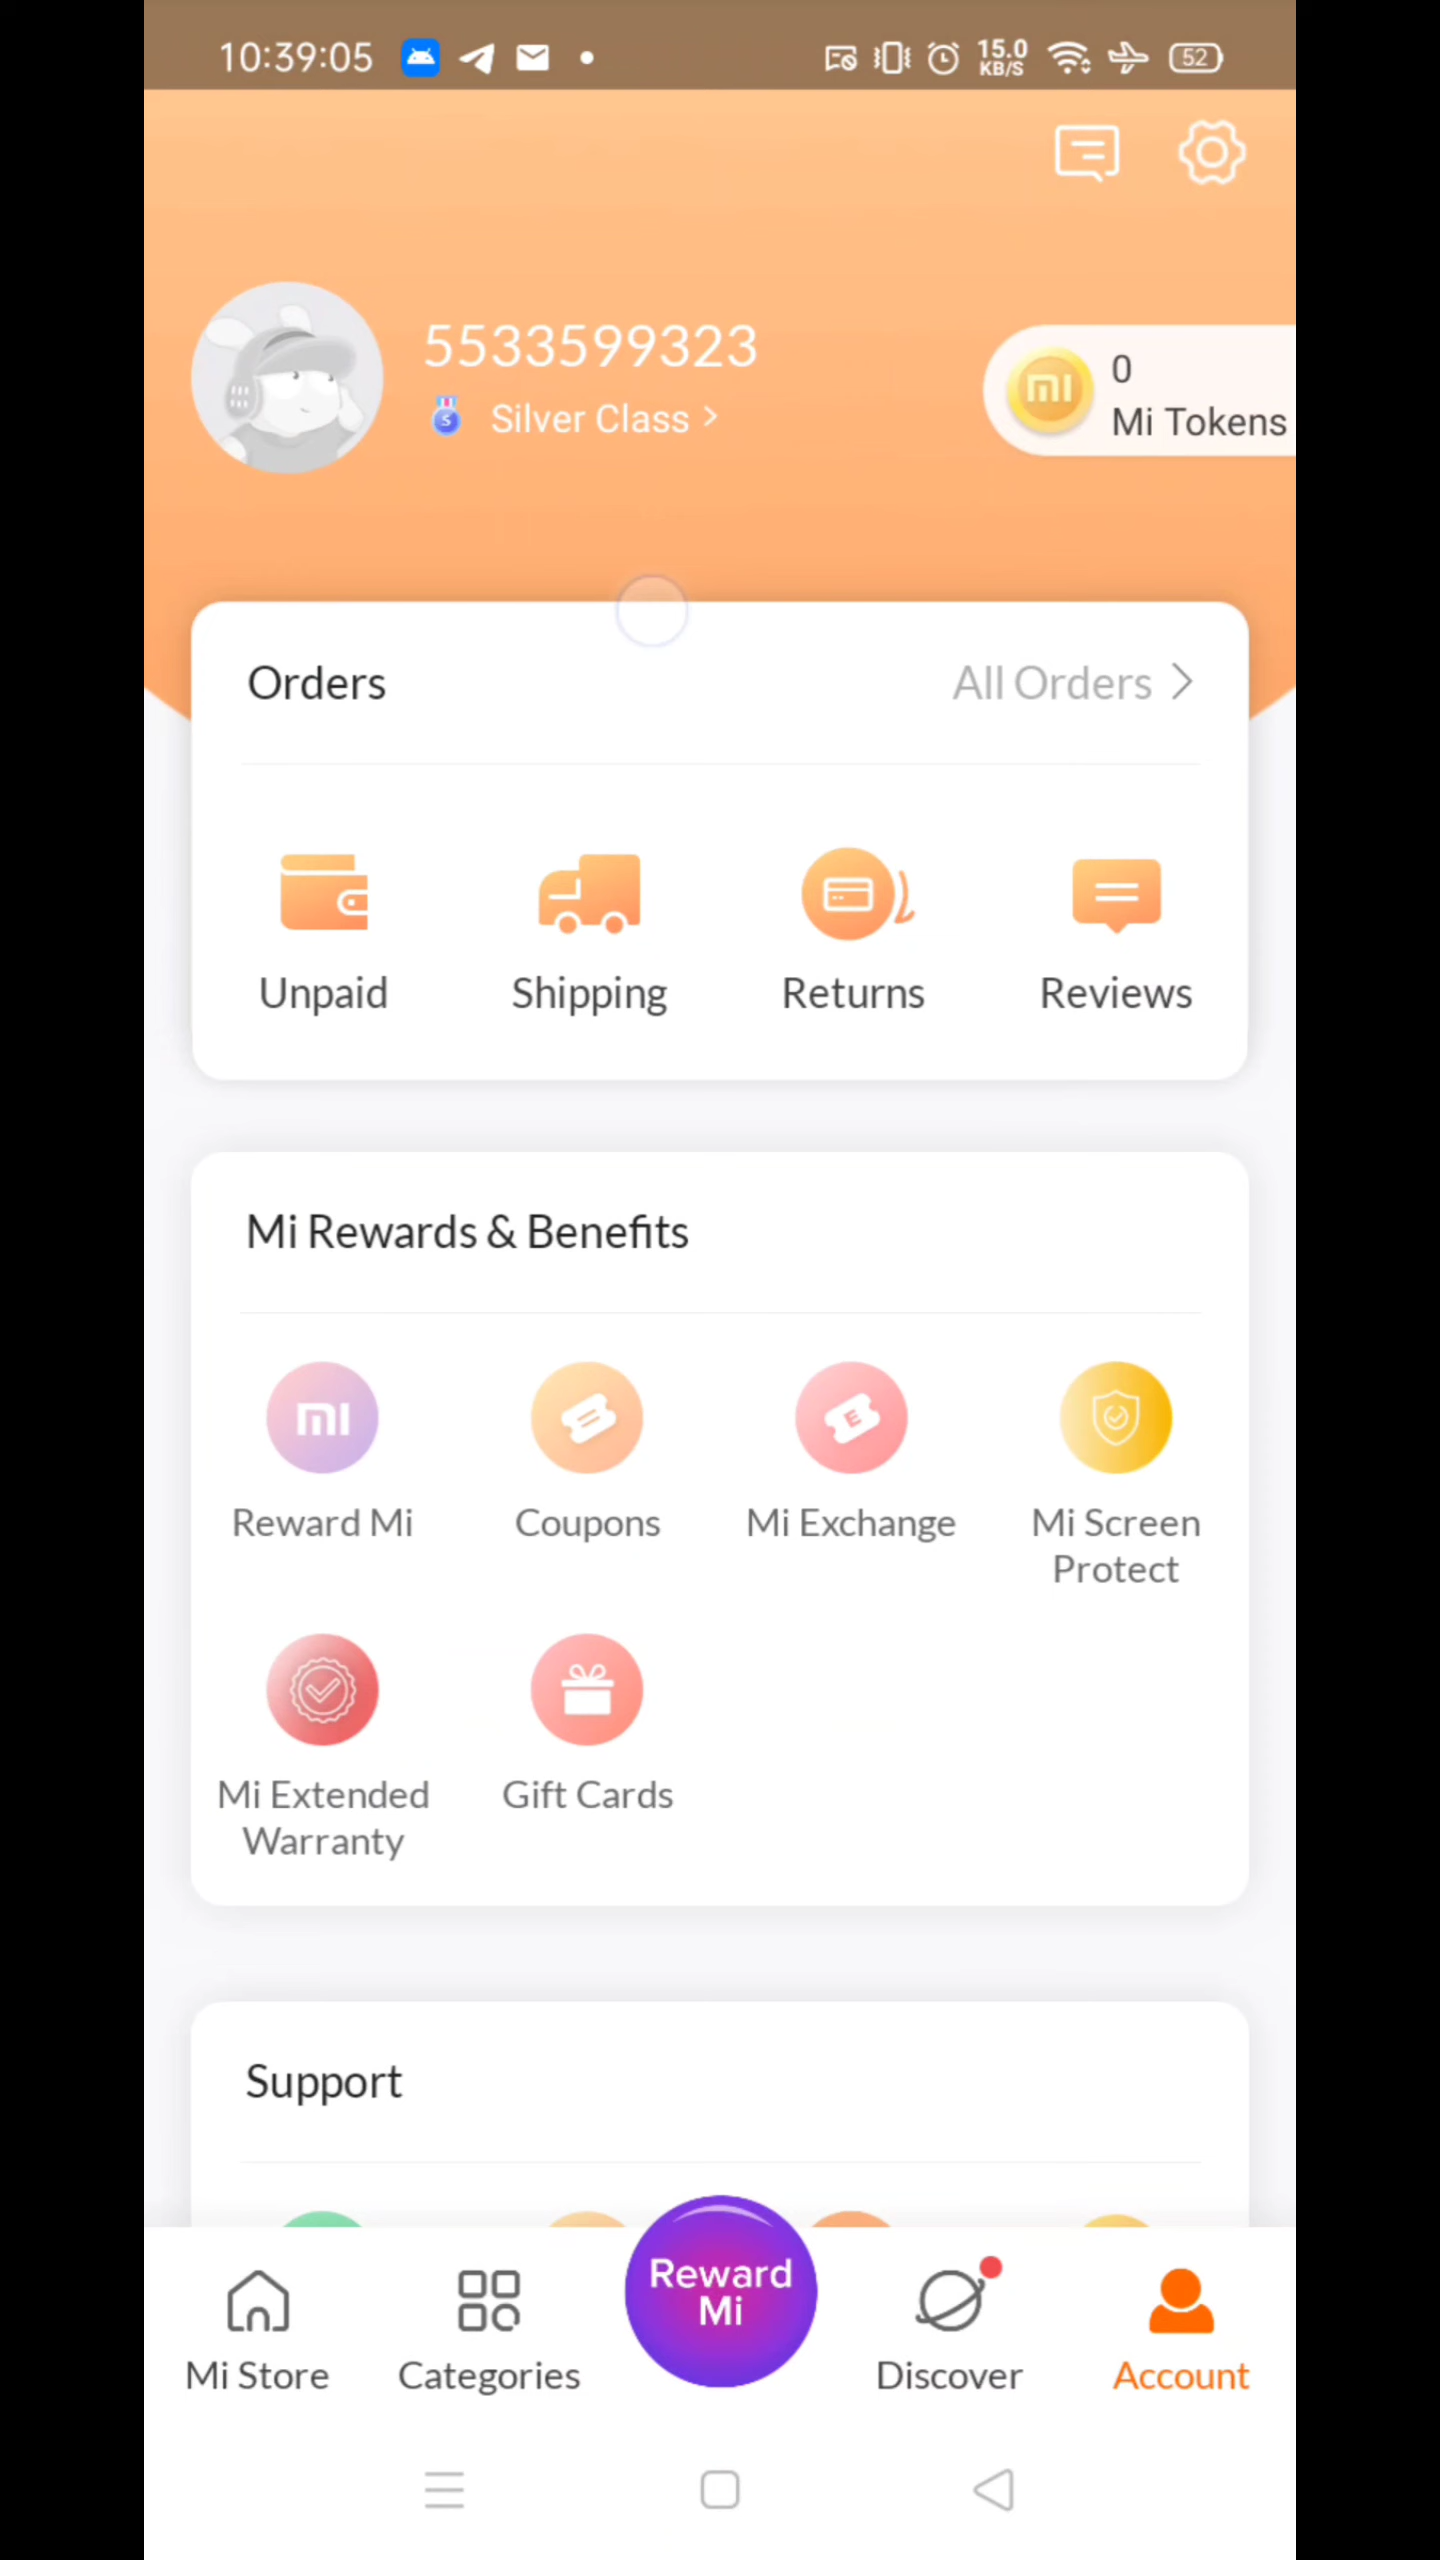 10:39:05
15.0
KB/S
52
5533599323
S
Silver Class >
0
Mi Tokens
Orders
All Orders
Unpaid
Shipping
Returns
Reviews
Mi Rewards & Benefits
Reward Mi
Coupons
E
Mi Exchange
Mi Screen
Protect
Mi Extended
Warranty
Gift Cards
Support
Reward
Mi
Mi Store
Categories
Discover
Account